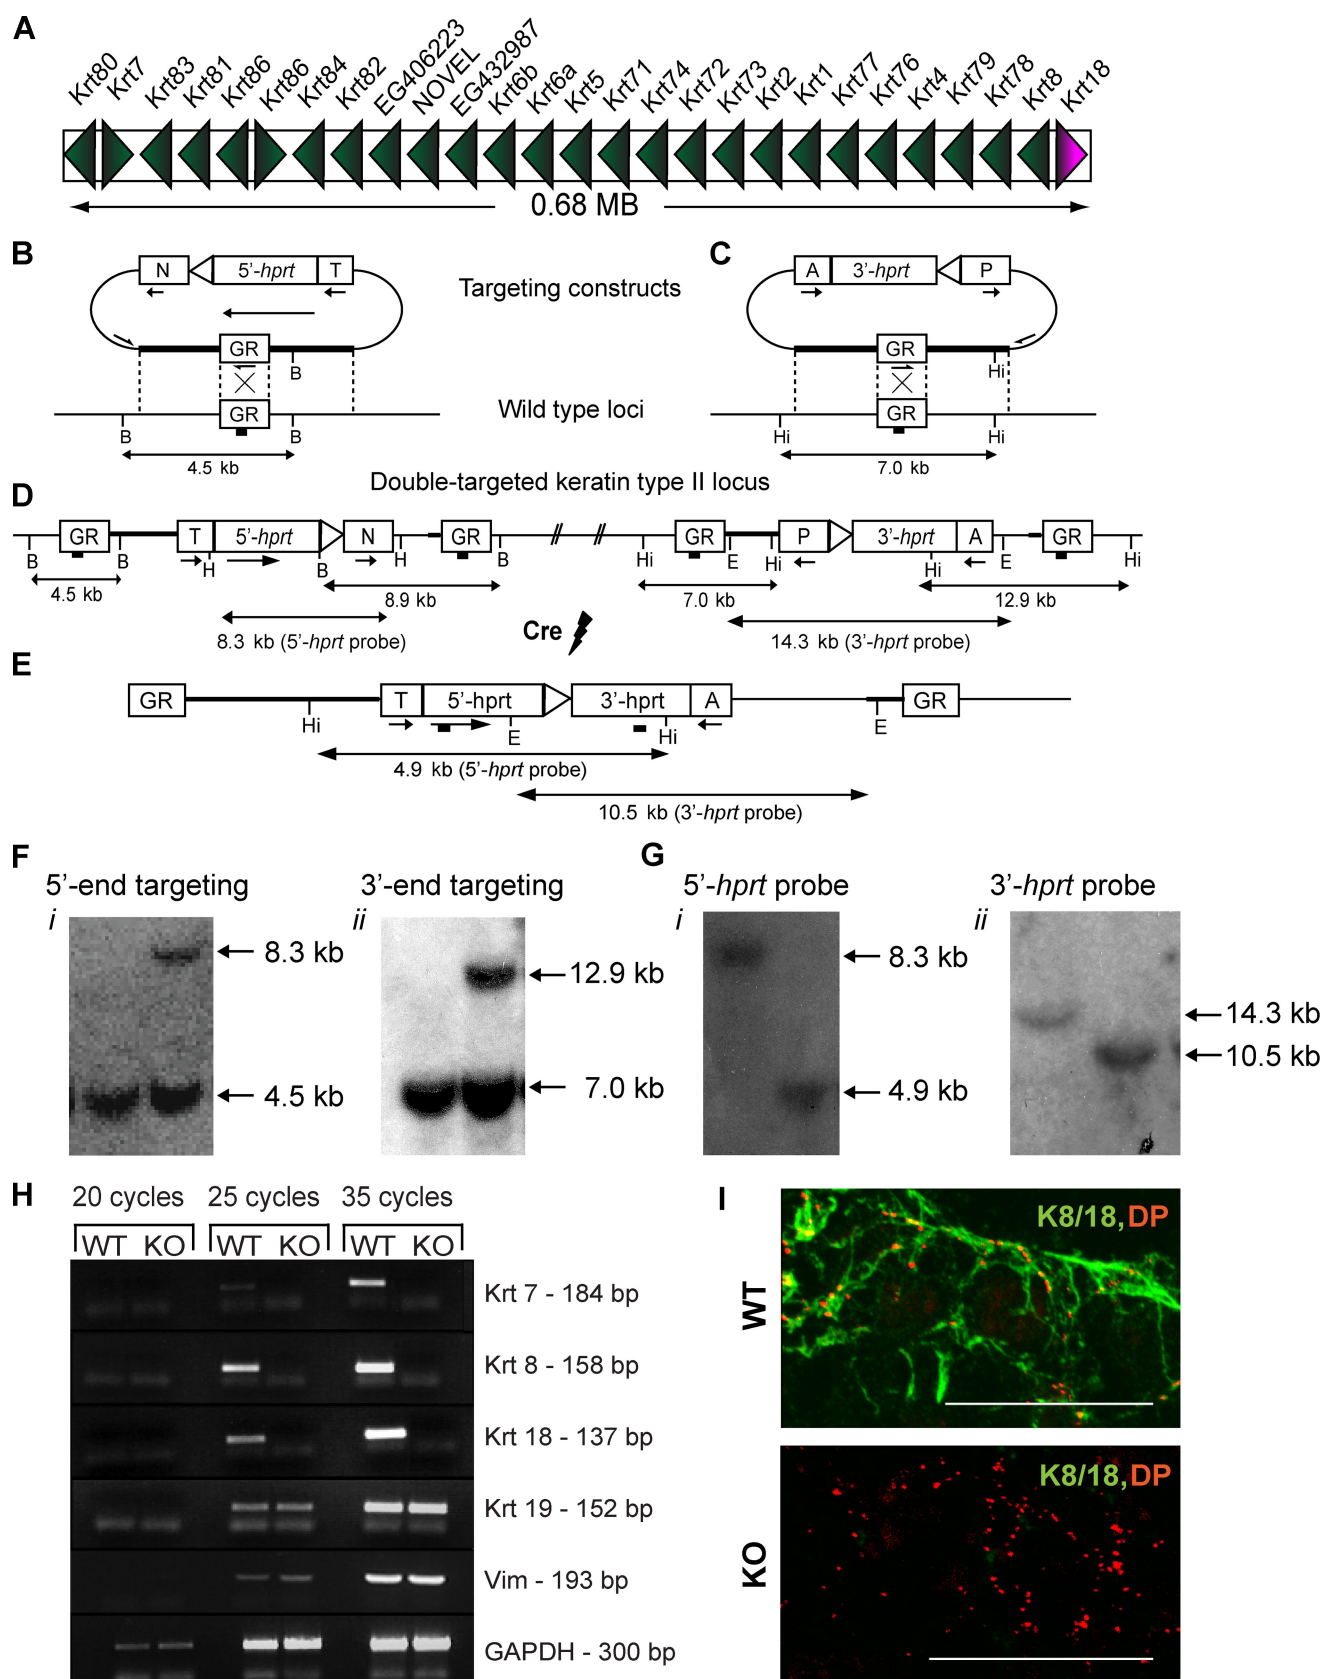 A
Krt80 Krt7 Krt83 Krt81 Krt86 Krt86 Krt84 Krt82 EG406223 NOVEL EG432987 Krt6b Krt6a Krt5 Krt71 Krt74 Krt72 Krt73 Krt2 Krt1 Krt77 Krt76 Krt4 Krt79 Krt78 Krt8 Krt18
0.68 MB
B
N 5'-hprt T
Targeting constructs
C
A 3'-hprt P
GR
B
GR
Hi
Wild type loci
GR
B B
4.5 kb
GR
Hi Hi
7.0 kb
Double-targeted keratin type II locus
D
GR T 5'-hprt N GR GR P 3'-hprt A GR
B B H B H B Hi E Hi Hi E Hi
4.5 kb 8.9 kb 7.0 kb 12.9 kb
8.3 kb (5'-hprt probe) Cre 14.3 kb (3'-hprt probe)
E
GR T 5'-hprt 3'-hprt A GR
Hi E Hi E
4.9 kb (5'-hprt probe)
10.5 kb (3'-hprt probe)
F
5'-end targeting
i
8.3 kb
4.5 kb
3'-end targeting
ii
12.9 kb
7.0 kb
G
5'-hprt probe
i
8.3 kb
4.9 kb
3'-hprt probe
ii
14.3 kb
10.5 kb
H
20 cycles 25 cycles 35 cycles
WT KO WT KO WT KO
Krt 7 - 184 bp
Krt 8 - 158 bp
Krt 18 - 137 bp
Krt 19 - 152 bp
Vim - 193 bp
GAPDH - 300 bp
I
WT
K8/18, DP
KO
K8/18, DP